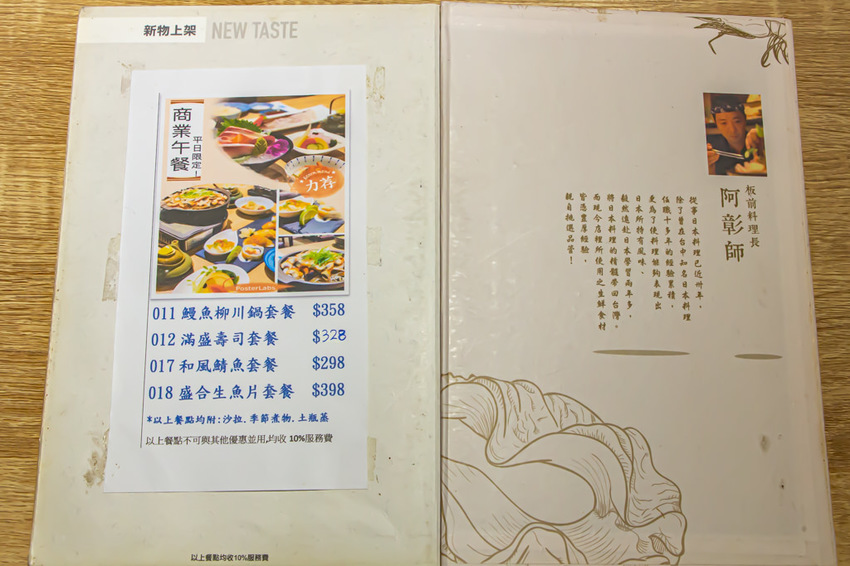 新物上架 NEW TASTE
商業午餐
平日限定!
力荐
PosterLabs
011 鰻魚柳川鍋套餐 $358
012 滿盛壽司套餐 $328
017 和風鯖魚套餐 $298
018 盛合生魚片套餐 $398
*以上餐點均附:沙拉.季節煮物.土瓶蒸
以上餐點不可與其他優惠並用,均收 10%服務費
以上餐點均收10%服務費
板前料理長
阿彰師
從事日本料理已近卅年,
除了曾在台中知名日本料理
任職十多年的經驗累積,
更為了使料理能夠表現出
日本所特有風味,
毅然遠赴日本學習兩年多,
將日本料理的精髓帶回台灣。
而現今店裡所使用之生鮮食材
皆憑豐厚經驗,
親自挑選品管!